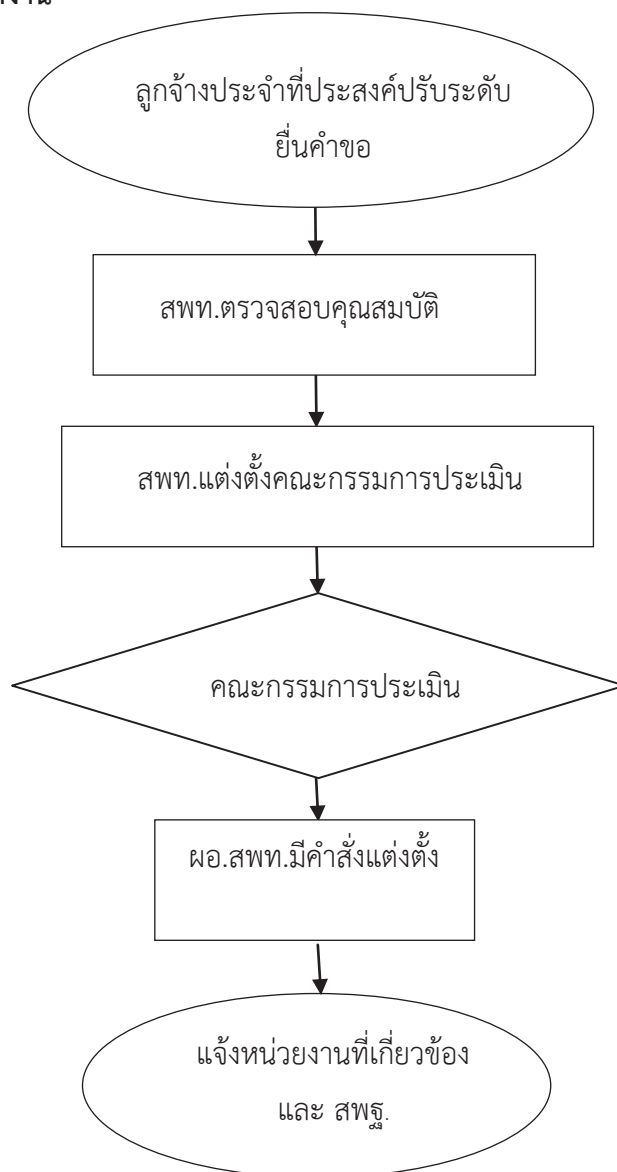 ลูกจ้างประจำที่ประสงค์ปรับระดับ
ยื่นคำขอ
สพท.ตรวจสอบคุณสมบัติ
สพท.แต่งตั้งคณะกรรมการประเมิน
คณะกรรมการประเมิน
ผอ.สพท.มีคำสั่งแต่งตั้ง
แจ้งหน่วยงานที่เกี่ยวข้อง
และ สพฐ.